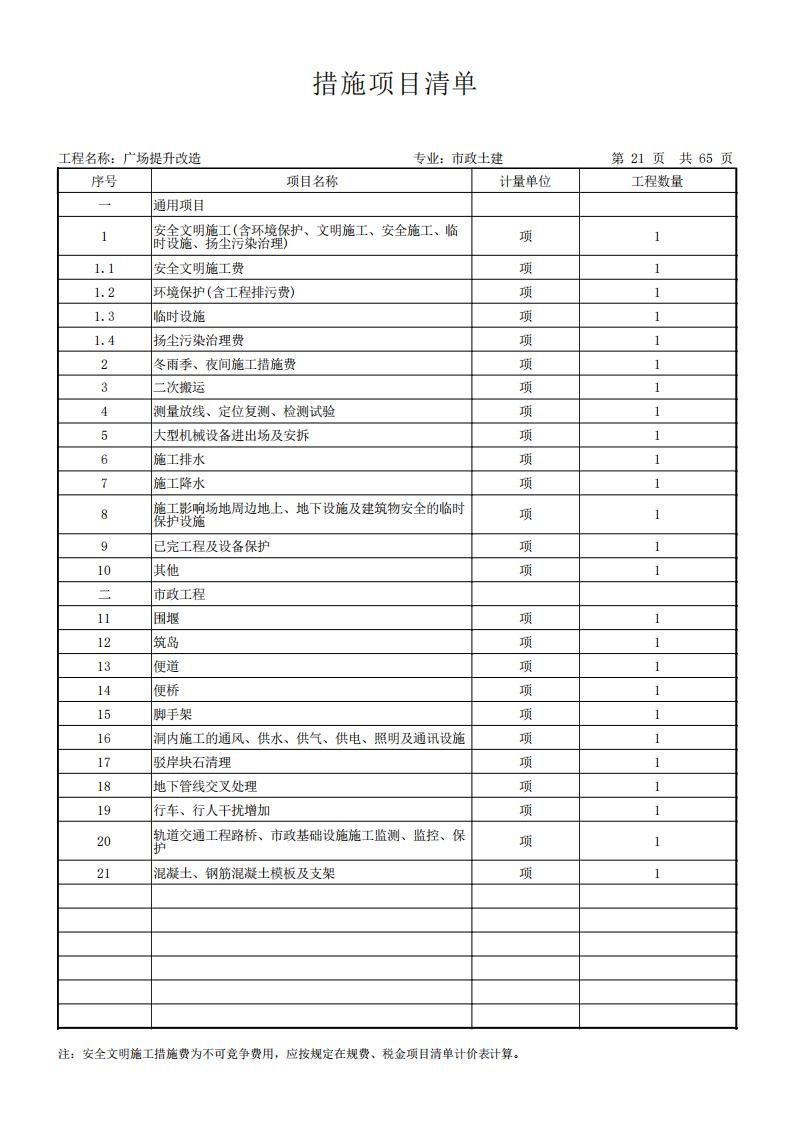 措施项目清单
工程名称：广场提升改造 专业：市政土建 第 21 页 共 65 页
序号 项目名称 计量单位 工程数量
一 通用项目
1 安全文明施工(含环境保护、文明施工、安全施工、临 项 1
时设施、扬尘污染治理)
1.1 安全文明施工费 项 1
1.2 环境保护(含工程排污费) 项 1
1.3 临时设施 项 1
1.4 扬尘污染治理费 项 1
2 冬雨季、夜间施工措施费 项 1
3 二次搬运 项 1
4 测量放线、定位复测、检测试验 项 1
5 大型机械设备进出场及安拆 项 1
6 施工排水 项 1
7 施工降水 项 1
8 施工影响场地周边地上、地下设施及建筑物安全的临时 项 1
保护设施
9 已完工程及设备保护 项 1
10 其他 项 1
二 市政工程
11 围堰 项 1
12 筑岛 项 1
13 便道 项 1
14 便桥 项 1
15 脚手架 项 1
16 洞内施工的通风、供水、供气、供电、照明及通讯设施 项 1
17 驳岸块石清理 项 1
18 地下管线交叉处理 项 1
19 行车、行人干扰增加 项 1
20 轨道交通工程路桥、市政基础设施施工监测、监控、保 项 1
护
21 混凝土、钢筋混凝土模板及支架 项 1
注：安全文明施工措施费为不可竞争费用，应按规定在规费、税金项目清单计价表计算。